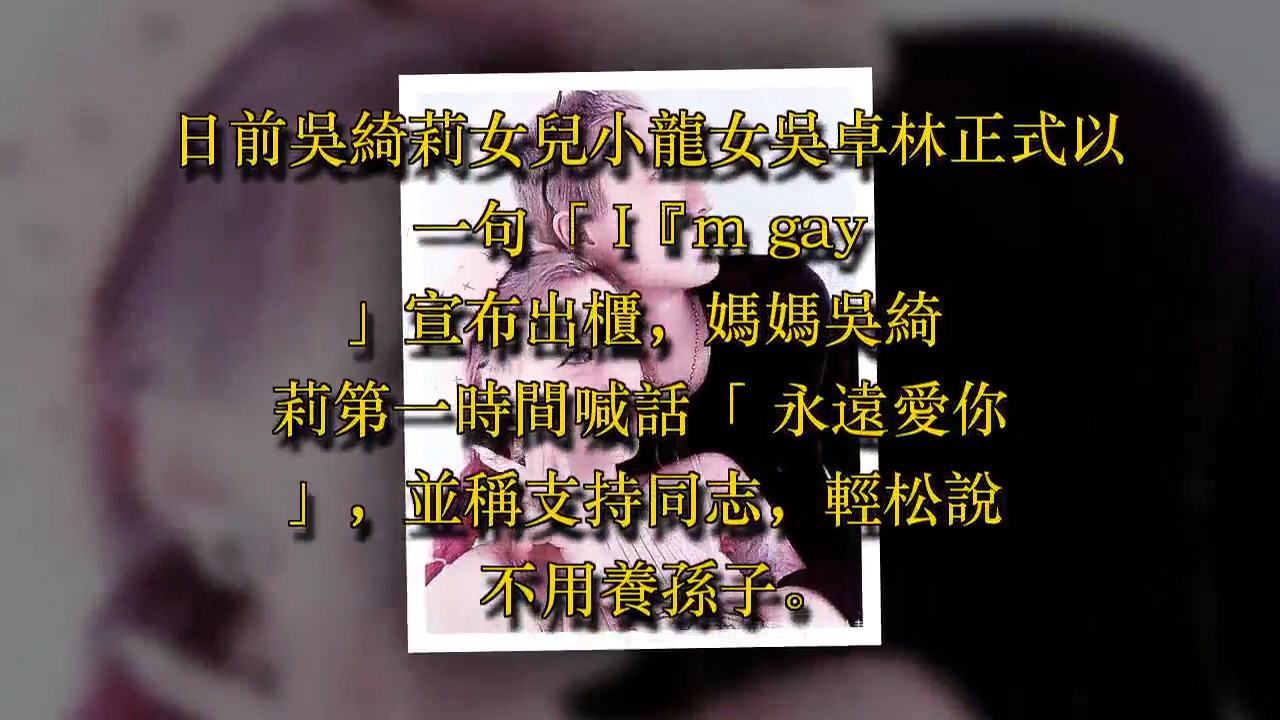 日前吳綺莉女兒小龍女吳卓林正式以
一句「 I『m gay
」宣布出櫃，媽媽吳綺
莉第一時間喊話「 永遠愛你
」，並稱支持同志，輕松說
不用養孫子。